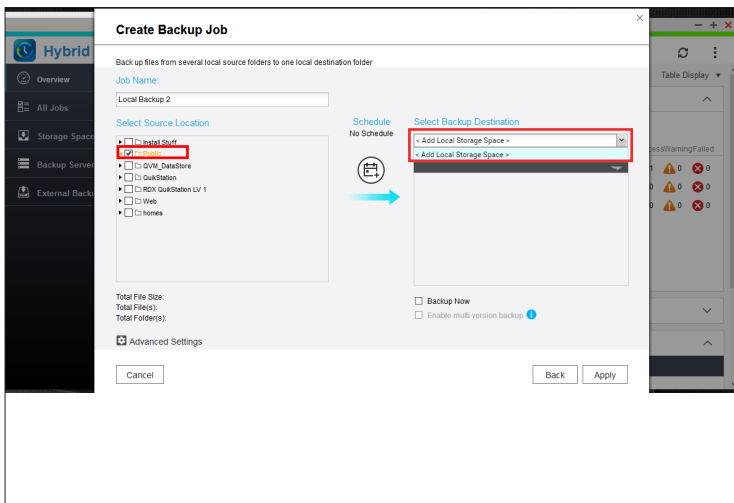 Create Backup Job
Hybrid
Back up files from several local source folders to one local destination folder
Job Name:
Local Backup 2
Select Source Location
Install Stuff
Public
QVM_DataStore
QuikStation
RDX QuikStation LV 1
Web
homes
Schedule
No Schedule
Select Backup Destination
< Add Local Storage Space >
< Add Local Storage Space >
Total File Size:
Total File(s):
Total Folder(s):
Backup Now
Enable multi-version backup
Advanced Settings
Cancel
Back
Apply
Overview
All Jobs
Storage Space
Backup Server
External Backu
Table Display
cessWarningFailed
1 0 0
0 0 0
0 0 0